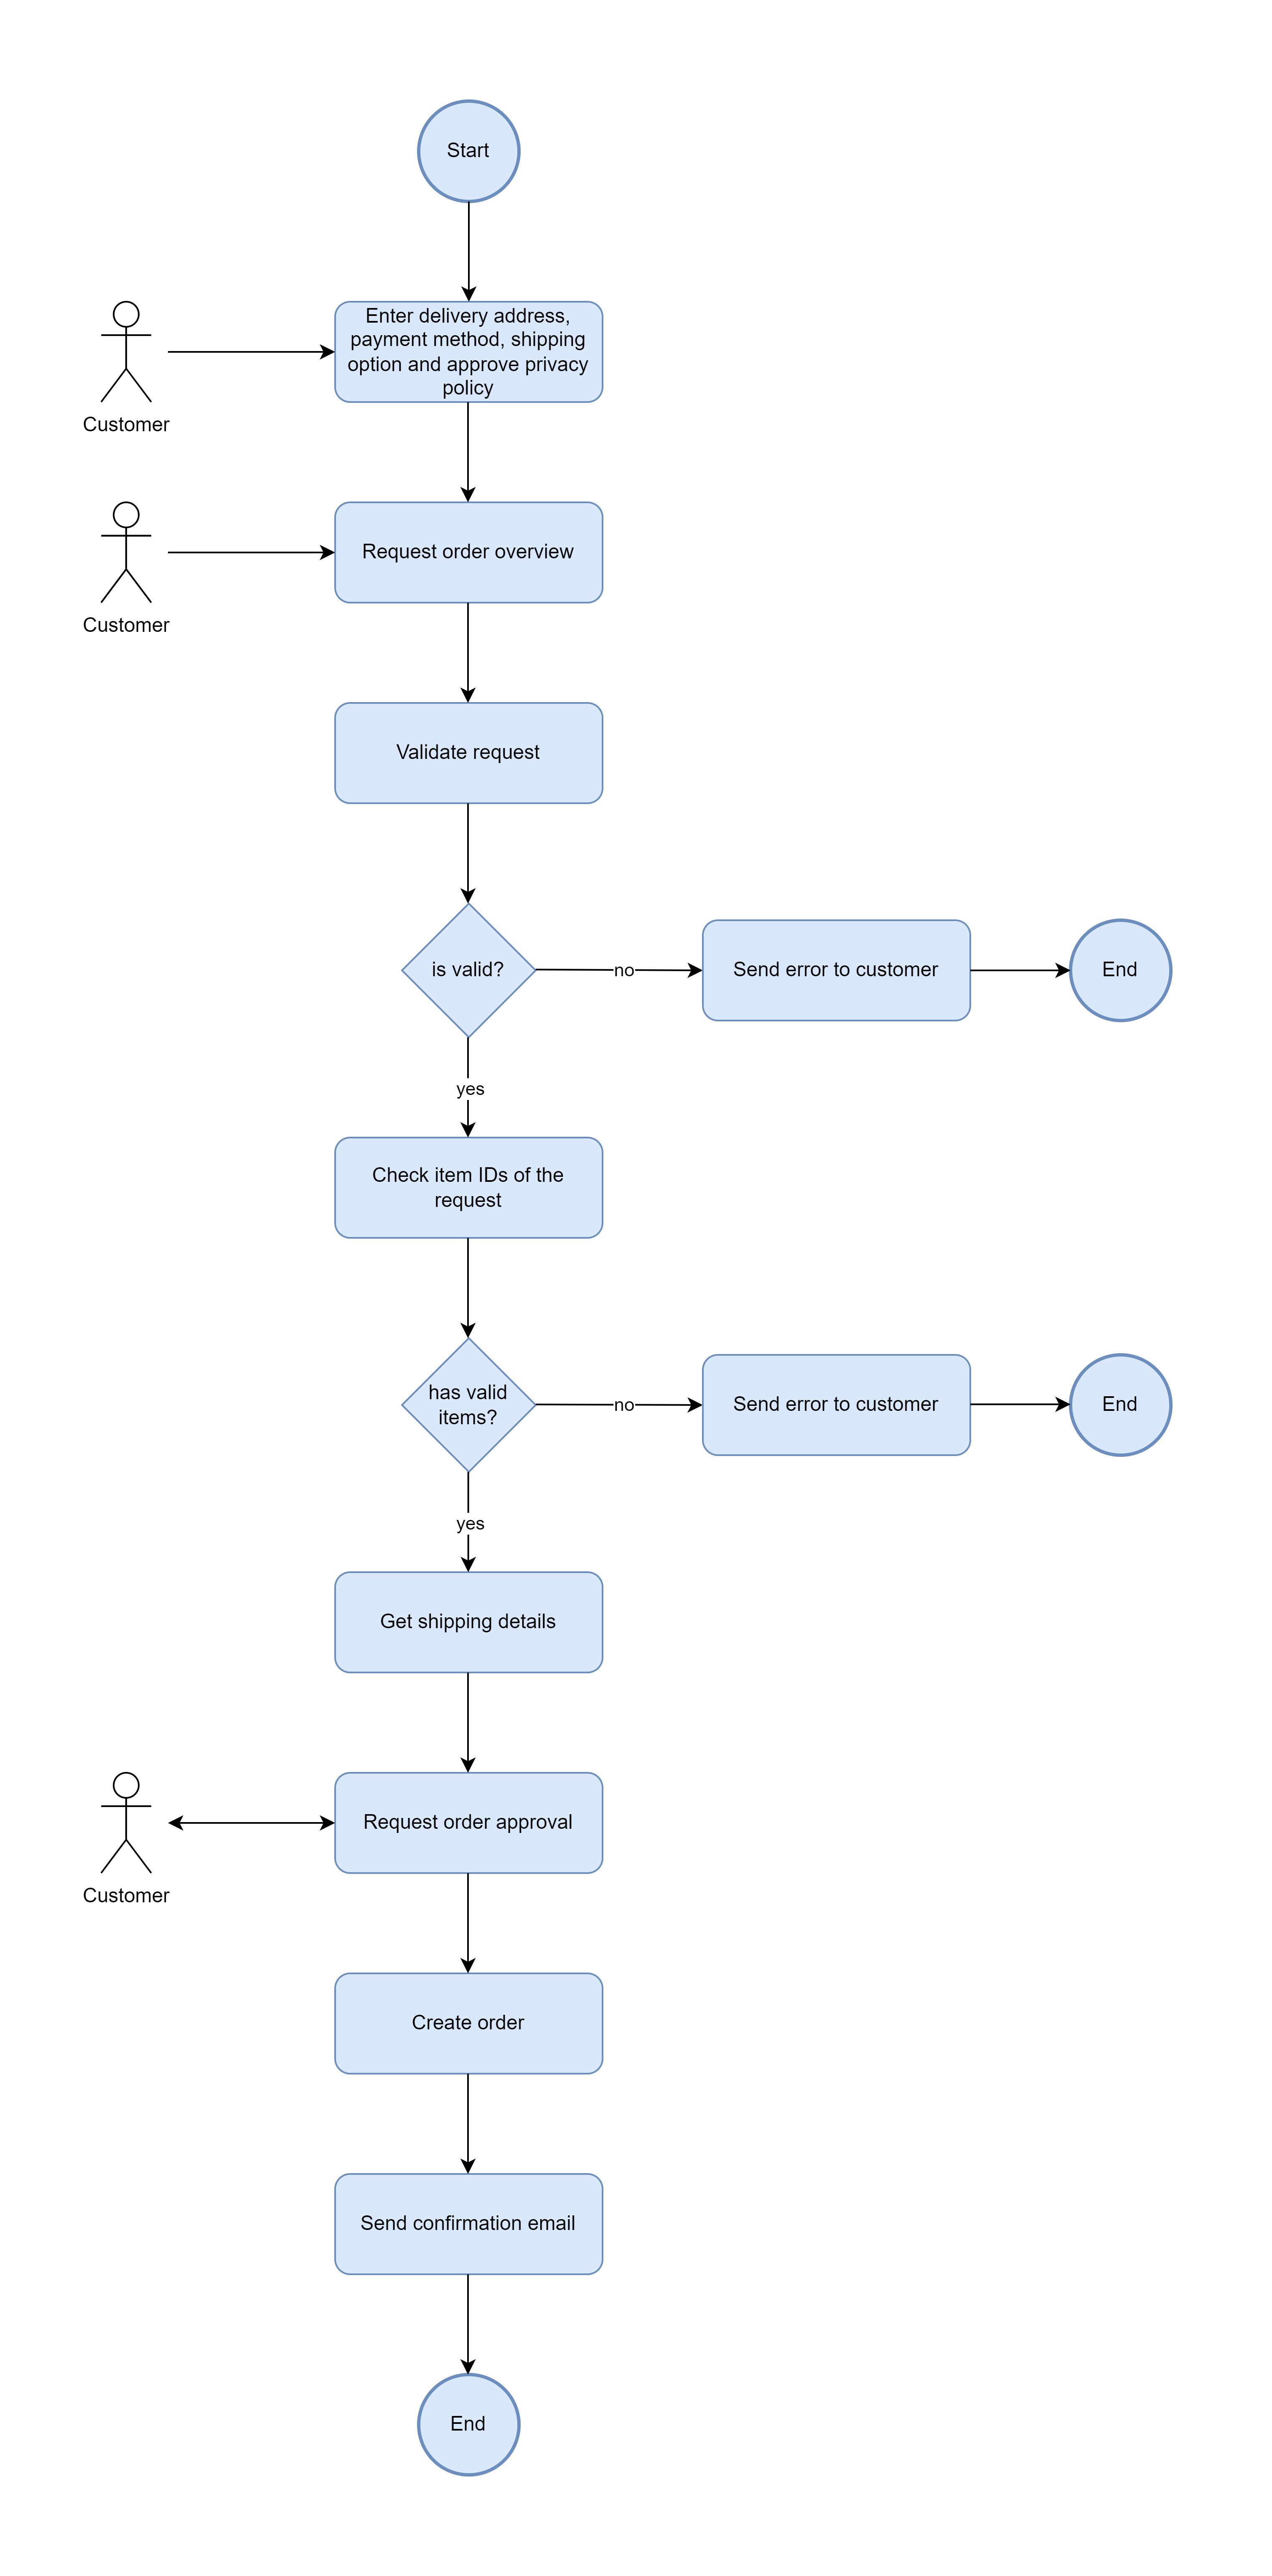 Start
Enter delivery address,
payment method, shipping
option and approve privacy
policy
Customer
Request order overview
Customer
Validate request
is valid?
no
Send error to customer
End
yes
Check item IDs of the
request
has valid
items?
no
Send error to customer
End
yes
Get shipping details
Request order approval
Customer
Create order
Send confirmation email
End